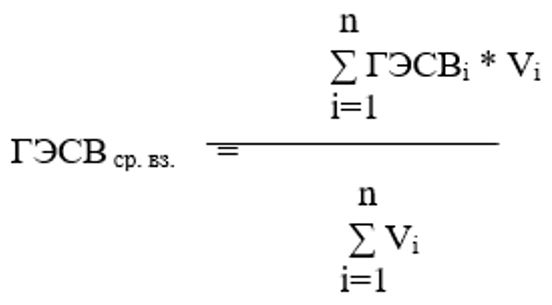 n
∑ ГЭСВi * Vi
i=1
ГЭСВ ср. вз. =
n
∑ Vi
i=1